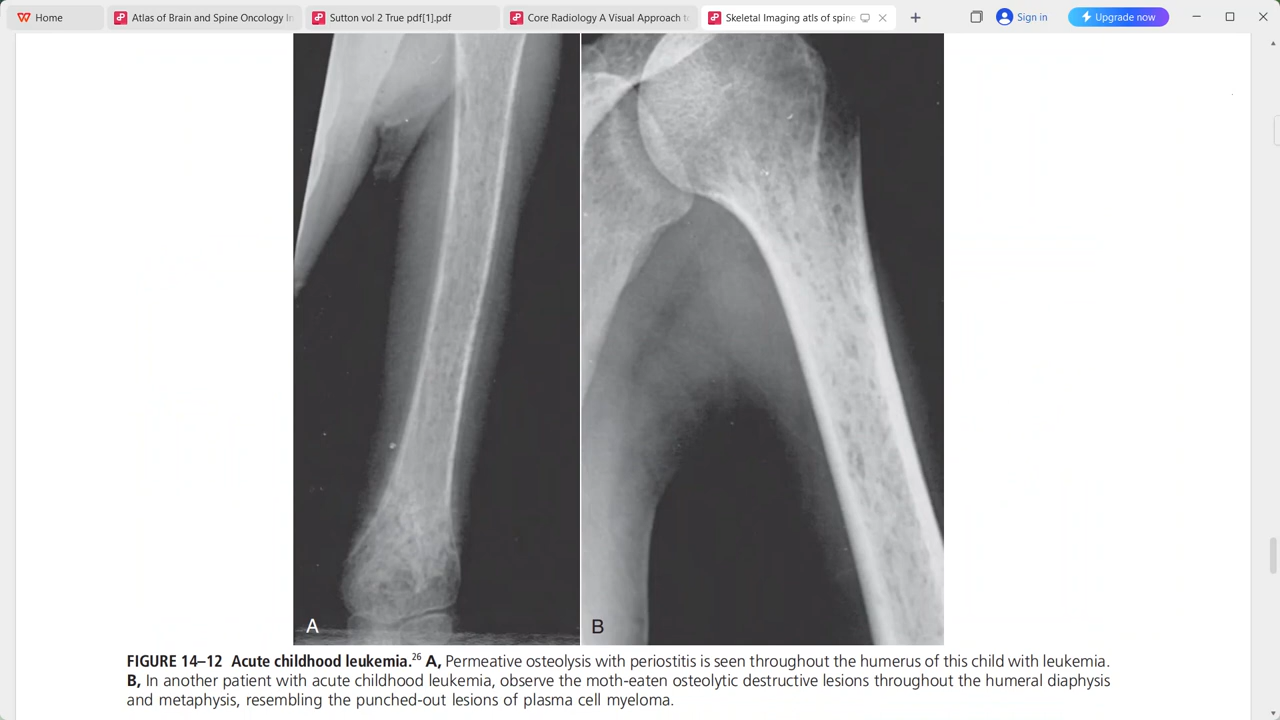 Home
Atlas of Brain and Spine Oncology I
Sutton vol 2 True pdf[1].pdf
Core Radiology A Visual Approach to
Skeletal Imaging atls of spine
Sign in
Upgrade now
A
B
FIGURE 14–12 Acute childhood leukemia.26 A, Permeative osteolysis with periostitis is seen throughout the humerus of this child with leukemia.
B, In another patient with acute childhood leukemia, observe the moth-eaten osteolytic destructive lesions throughout the humeral diaphysis
and metaphysis, resembling the punched-out lesions of plasma cell myeloma.